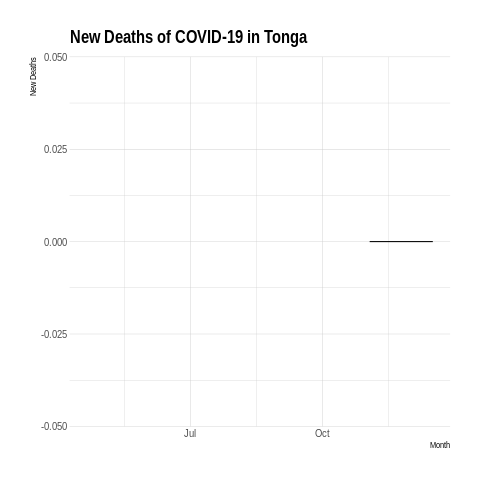 New Deaths of COVID-19 in Tonga
New Deaths
0.050
0.025
0.000
-0.025
-0.050
Jul
Oct
Month